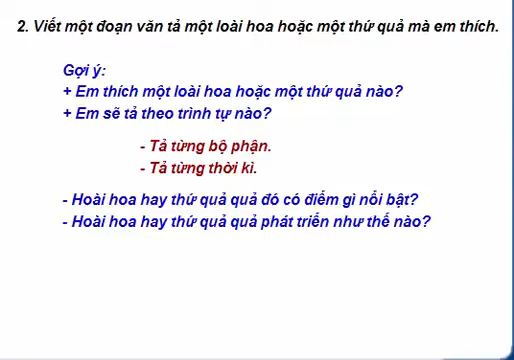 2. Viết một đoạn văn tả một loài hoa hoặc một thứ quả mà em thích.
Gợi ý:
+ Em thích một loài hoa hoặc một thứ quả nào?
+ Em sẽ tả theo trình tự nào?
- Tả từng bộ phận.
- Tả từng thời kì.
- Hoài hoa hay thứ quả quả đó có điểm gì nổi bật?
- Hoài hoa hay thứ quả quả phát triển như thế nào?